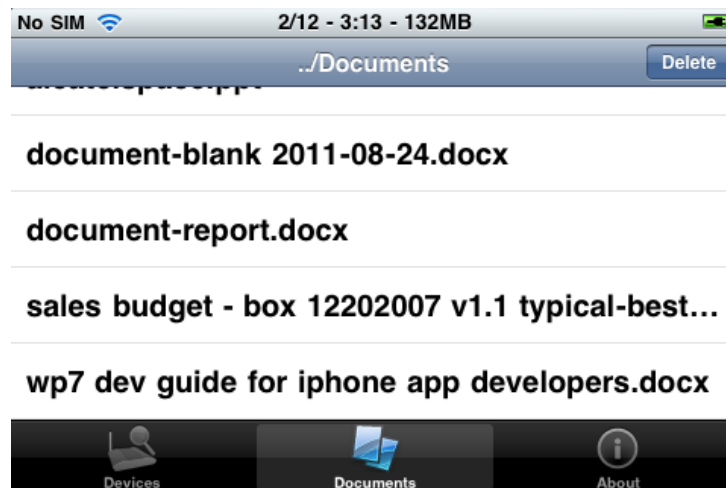 No SIM 2/12 - 3:13 - 132MB
../Documents Delete
document-blank 2011-08-24.docx
document-report.docx
sales budget - box 12202007 v1.1 typical-best...
wp7 dev guide for iphone app developers.docx
Devices Documents About